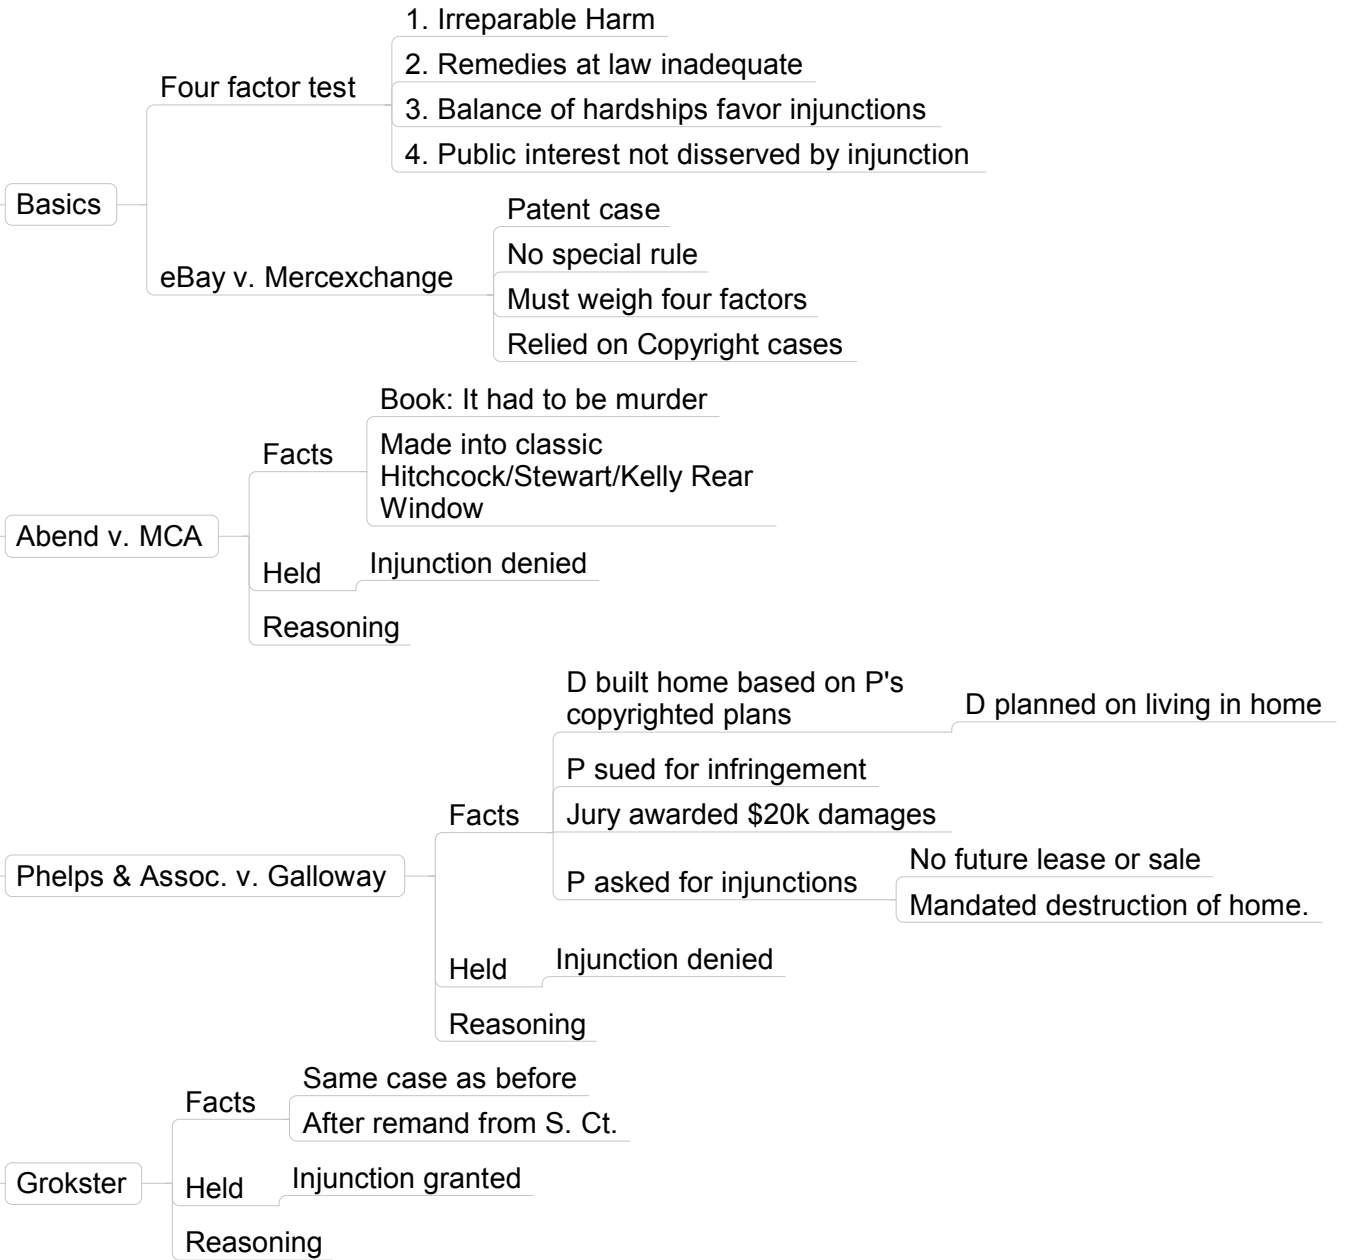 Basics
Four factor test
1. Irreparable Harm
2. Remedies at law inadequate
3. Balance of hardships favor injunctions
4. Public interest not disserved by injunction
eBay v. Mercexchange
Patent case
No special rule
Must weigh four factors
Relied on Copyright cases
Abend v. MCA
Facts
Book: It had to be murder
Made into classic
Hitchcock/Stewart/Kelly Rear
Window
Held
Injunction denied
Reasoning
Phelps & Assoc. v. Galloway
Facts
D built home based on P's
copyrighted plans
D planned on living in home
P sued for infringement
Jury awarded $20k damages
P asked for injunctions
No future lease or sale
Mandated destruction of home.
Held
Injunction denied
Reasoning
Grokster
Facts
Same case as before
After remand from S. Ct.
Held
Injunction granted
Reasoning